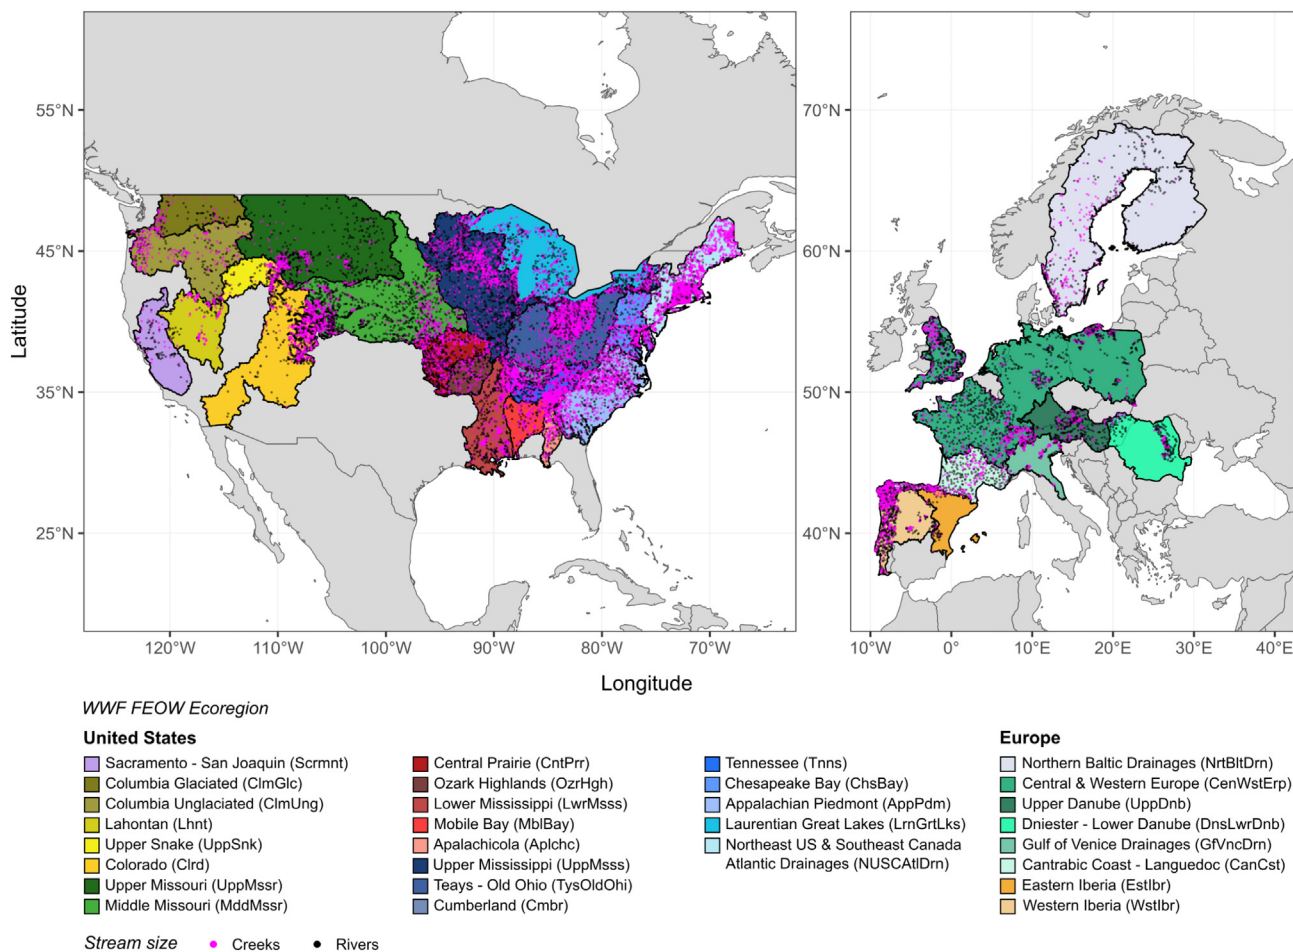 55°N
45°N
35°N
25°N
Latitude
120°W 110°W 100°W 90°W 80°W 70°W
70°N
60°N
50°N
40°N
10°W 0° 10°E 20°E 30°E 40°E
Longitude
WWF FEOW Ecoregion
United States
Sacramento - San Joaquin (Scrmnt)
Columbia Glaciated (ClmGlc)
Columbia Unglaciated (ClmUng)
Lahontan (Lhnt)
Upper Snake (UppSnk)
Colorado (Clrd)
Upper Missouri (UppMssr)
Middle Missouri (MddMssr)
Central Prairie (CntPrr)
Ozark Highlands (OzrHgh)
Lower Mississippi (LwrMsss)
Mobile Bay (MblBay)
Apalachicola (Aplchc)
Upper Mississippi (UppMsss)
Teays - Old Ohio (TysOldOhi)
Cumberland (Cmbr)
Tennessee (Tnns)
Chesapeake Bay (ChsBay)
Appalachian Piedmont (AppPdm)
Laurentian Great Lakes (LrnGrtLks)
Northeast US & Southeast Canada
Atlantic Drainages (NUSCAtlDrn)
Europe
Northern Baltic Drainages (NrtBltDrn)
Central & Western Europe (CenWstErp)
Upper Danube (UppDnb)
Dniester - Lower Danube (DnsLwrDnb)
Gulf of Venice Drainages (GfVncDrn)
Cantrabic Coast - Languedoc (CanCst)
Eastern Iberia (EstIbr)
Western Iberia (WstIbr)
Stream size Creeks Rivers